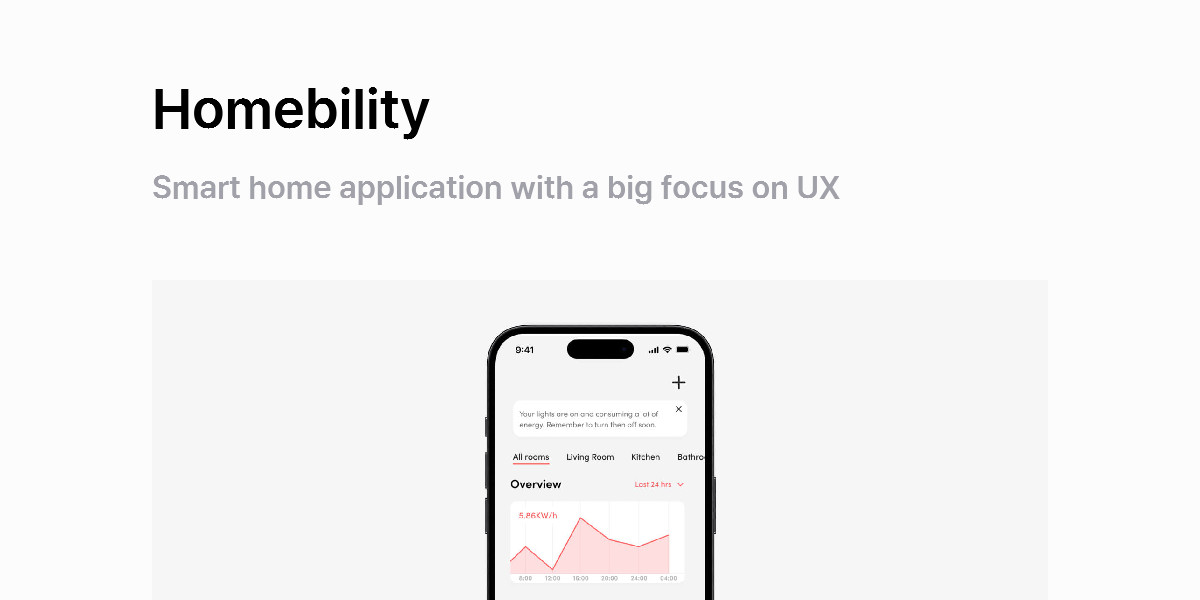 Homebility
Smart home application with a big focus on UX
9:41
Your lights are on and consuming a lot of
energy. Remember to turn then off soon.
All rooms Living Room Kitchen Bathroo
Overview Last 24 hrs
5.86KW/h
8:00 12:00 16:00 20:00 24:00 04:00